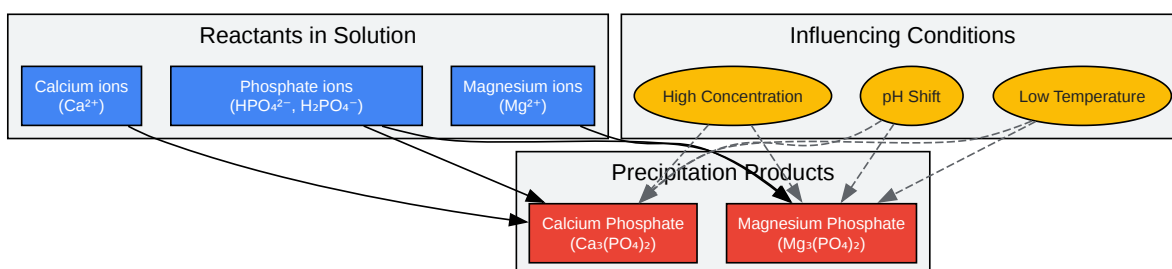 Reactants in Solution
Calcium ions
(Ca²⁺)
Phosphate ions
(HPO₄²⁻, H₂PO₄⁻)
Magnesium ions
(Mg²⁺)
Influencing Conditions
High Concentration
pH Shift
Low Temperature
Precipitation Products
Calcium Phosphate
(Ca₃(PO₄)₂)
Magnesium Phosphate
(Mg₃(PO₄)₂)